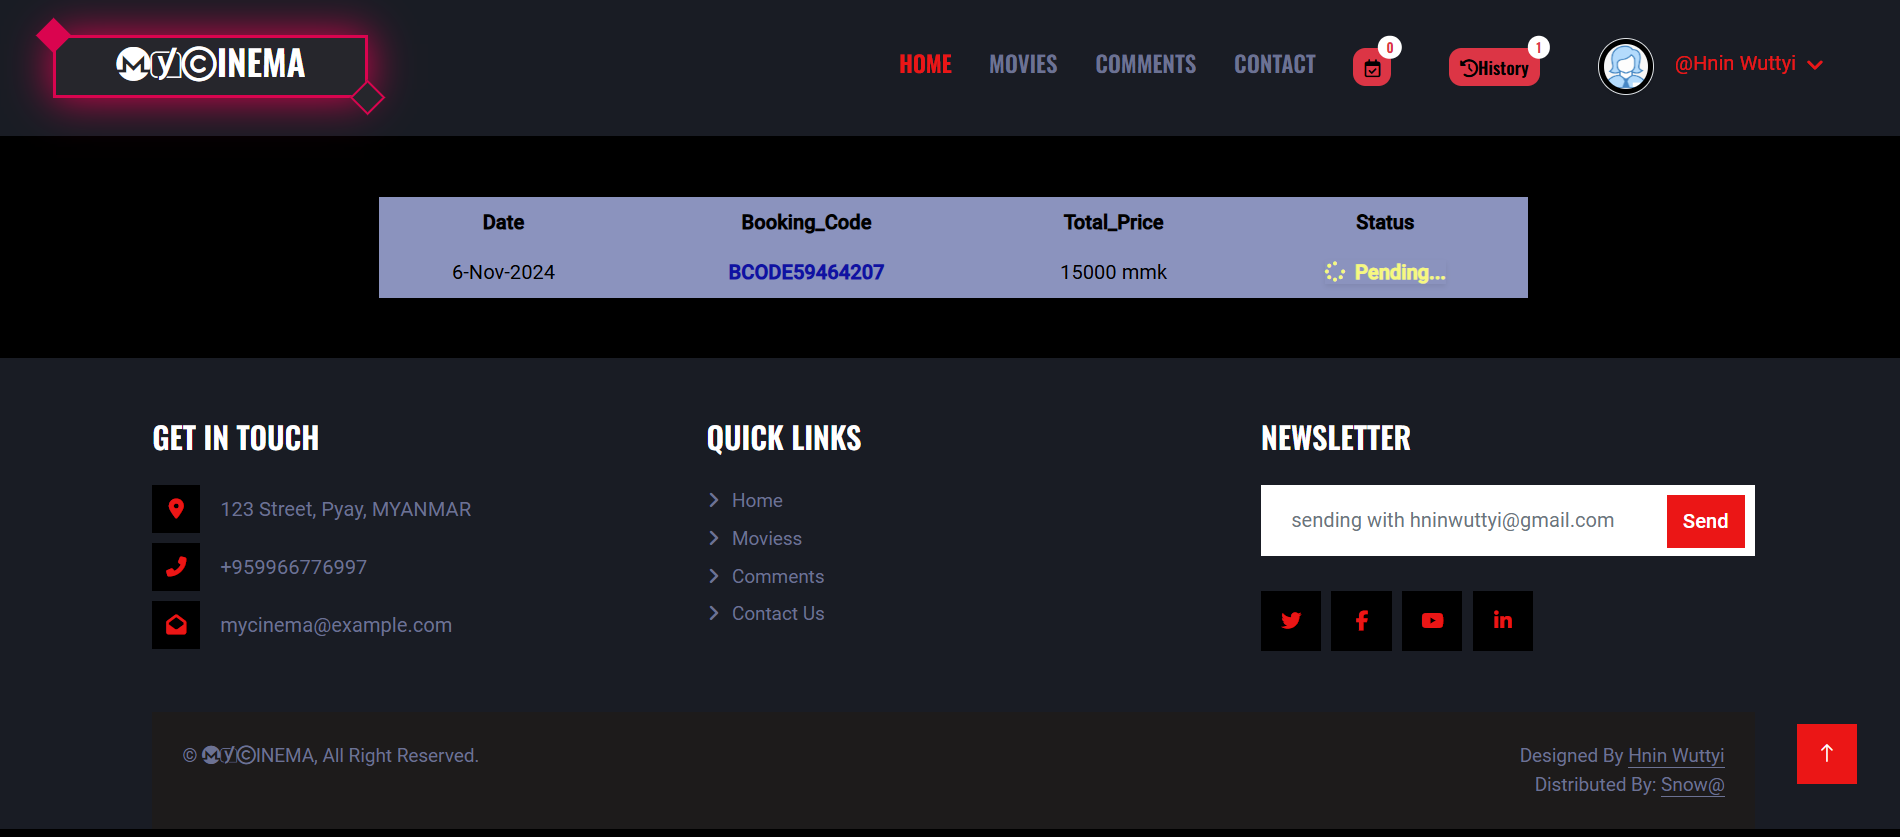 MyCINEMA
HOME MOVIES COMMENTS CONTACT 0 History 1 @Hnin Wuttyi
Date Booking_Code Total_Price Status
6-Nov-2024 BCODE59464207 15000 mmk Pending...
GET IN TOUCH
123 Street, Pyay, MYANMAR
+959966776997
mycinema@example.com
QUICK LINKS
Home
Moviess
Comments
Contact Us
NEWSLETTER
sending with hninwuttyi@gmail.com Send
© MyCINEMA, All Right Reserved.
Designed By Hnin Wuttyi
Distributed By: Snow@